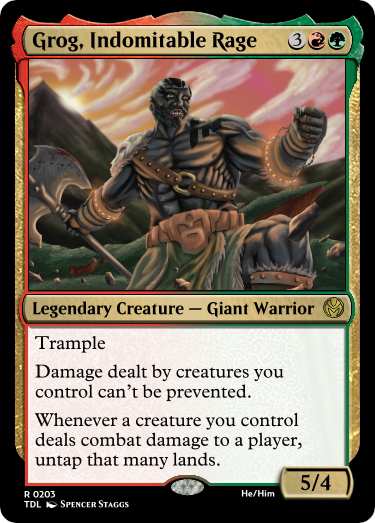 Grog, Indomitable Rage 3
Legendary Creature — Giant Warrior
Trample
Damage dealt by creatures you
control can't be prevented.
Whenever a creature you control
deals combat damage to a player,
untap that many lands.
5/4
R 0203
He/Him
TDL Spencer Staggs